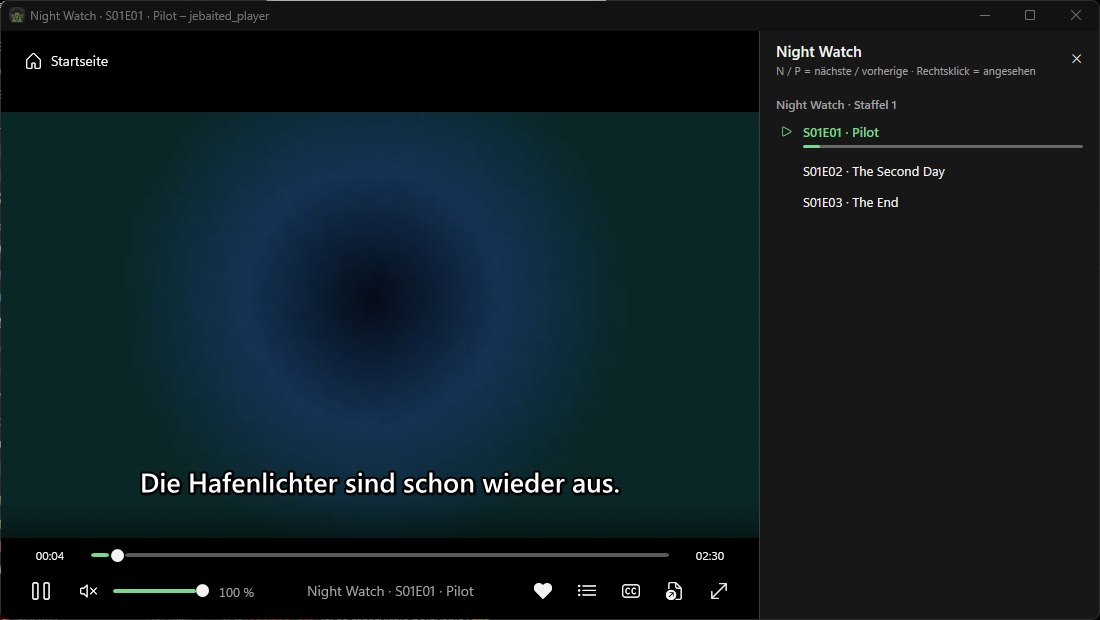 Night Watch · S01E01 · Pilot – jebaited_player
Startseite
Die Hafenlichter sind schon wieder aus.
00:04
02:30
100 %
Night Watch · S01E01 · Pilot
CC
Night Watch
N / P = nächste / vorherige · Rechtsklick = angesehen
Night Watch · Staffel 1
S01E01 · Pilot
S01E02 · The Second Day
S01E03 · The End